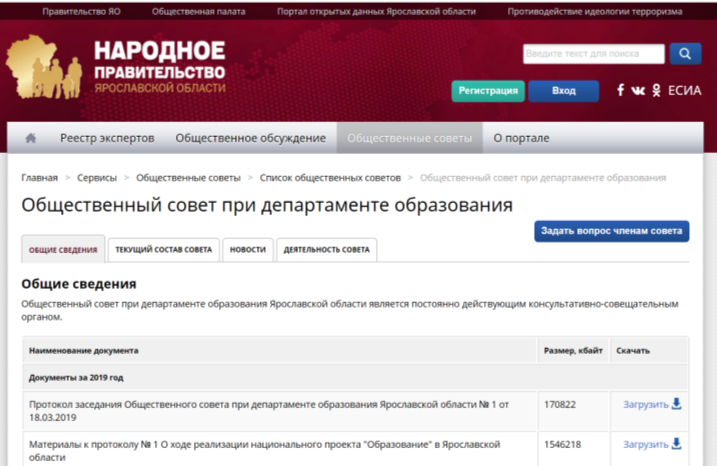 Правительство ЯО Общественная палата Портал открытых данных Ярославской области Противодействие идеологии терроризма
НАРОДНОЕ
ПРАВИТЕЛЬСТВО
ЯРОСЛАВСКОЙ ОБЛАСТИ
Введите текст для поиска
Регистрация Вход ЕСИА
Реестр экспертов Общественное обсуждение Общественные советы О портале
Главная > Сервисы > Общественные советы > Список общественных советов > Общественный совет при департаменте образования
Общественный совет при департаменте образования
Задать вопрос членам совета
ОБЩИЕ СВЕДЕНИЯ ТЕКУЩИЙ СОСТАВ СОВЕТА НОВОСТИ ДЕЯТЕЛЬНОСТЬ СОВЕТА
Общие сведения
Общественный совет при департаменте образования Ярославской области является постоянно действующим консультативно-совещательным
органом.
Наименование документа Размер, кбайт Скачать
Документы за 2019 год
Протокол заседания Общественного совета при департаменте образования Ярославской области № 1 от
18.03.2019
170822 Загрузить
Материалы к протоколу № 1 О ходе реализации национального проекта "Образование" в Ярославской
области
1546218 Загрузить